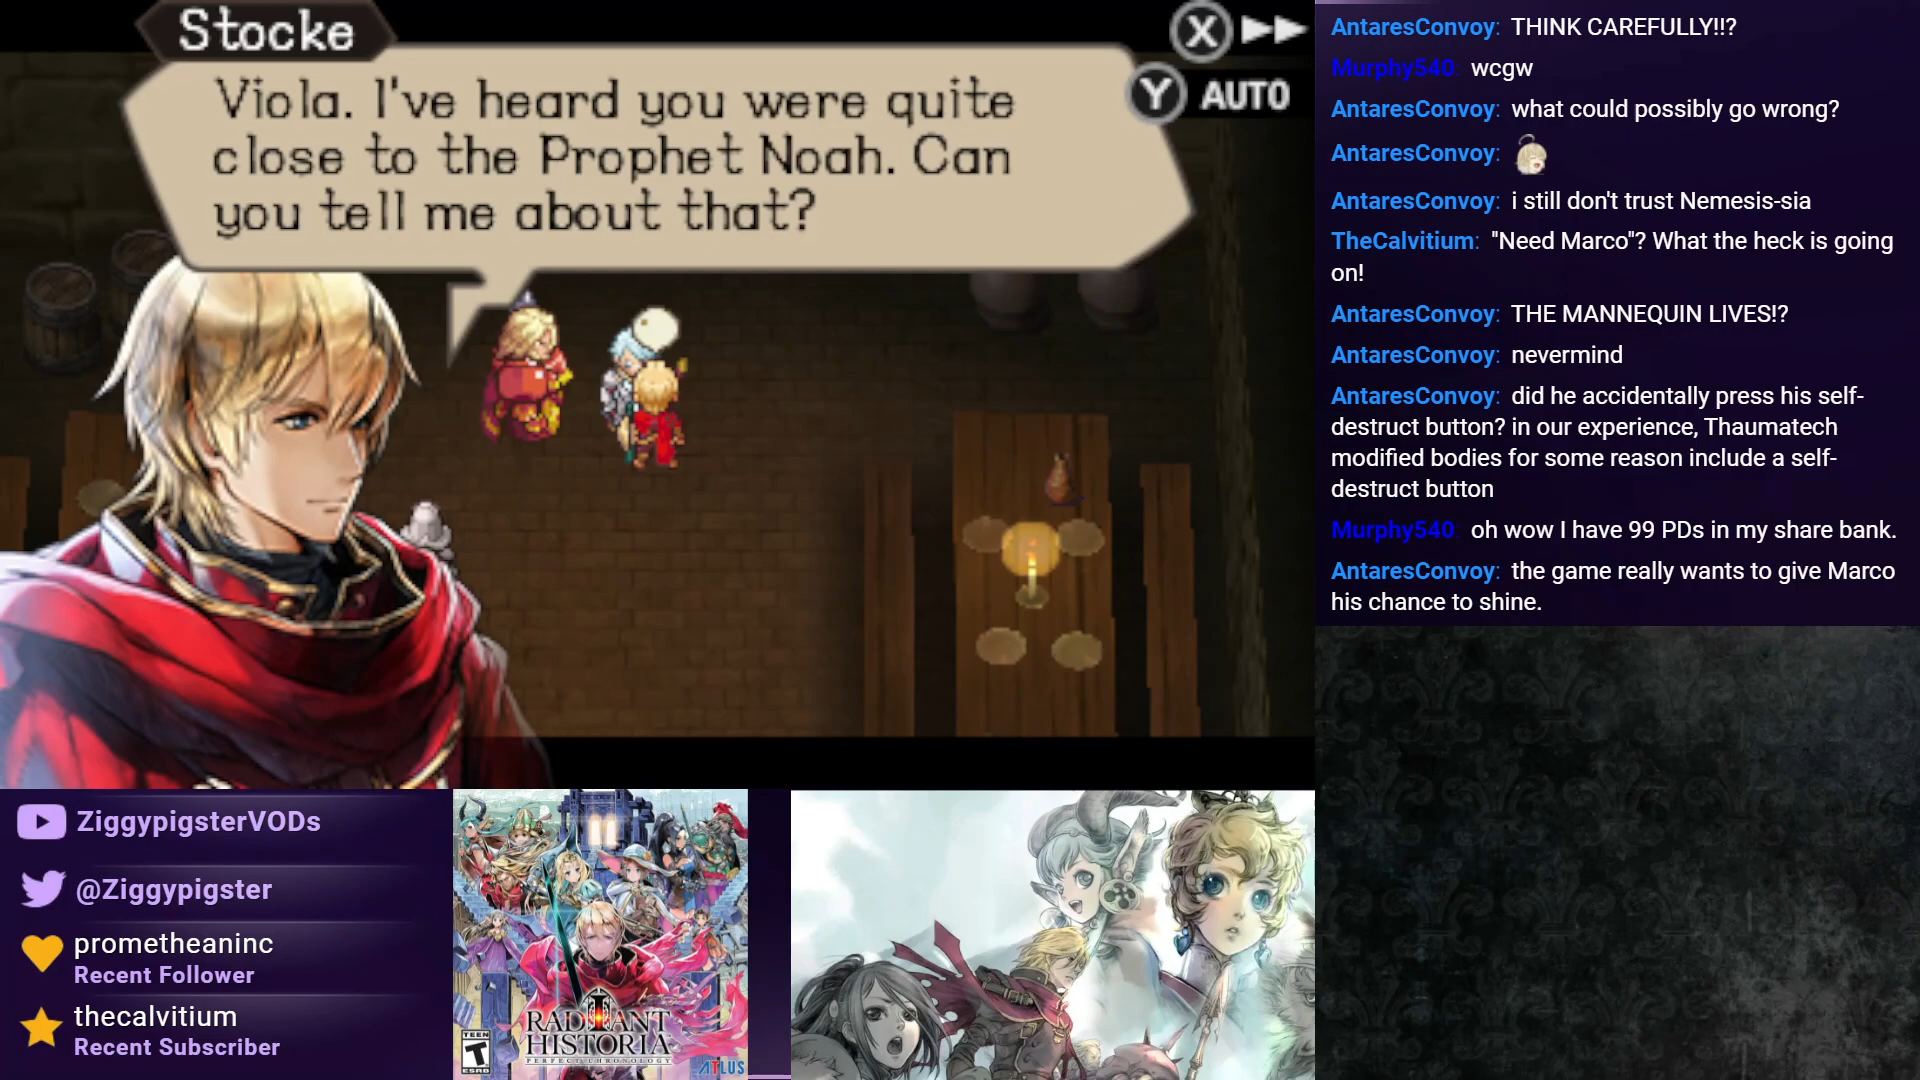 Stocke
X
Y AUTO
Viola. I've heard you were quite
close to the Prophet Noah. Can
you tell me about that?
AntaresConvoy: THINK CAREFULLY!!?
Murphy540: wcgw
AntaresConvoy: what could possibly go wrong?
AntaresConvoy:
AntaresConvoy: i still don't trust Nemesis-sia
TheCalvitium: "Need Marco"? What the heck is going
on!
AntaresConvoy: THE MANNEQUIN LIVES!?
AntaresConvoy: nevermind
AntaresConvoy: did he accidentally press his self-
destruct button? in our experience, Thaumatech
modified bodies for some reason include a self-
destruct button
Murphy540: oh wow I have 99 PDs in my share bank.
AntaresConvoy: the game really wants to give Marco
his chance to shine.
ZiggypigsterVODs
@Ziggypigster
prometheaninc
Recent Follower
thecalvitium
Recent Subscriber
RADIANT
HISTORIA
PERFECT CHRONOLOGY
TEEN
T
ESRB
ATLUS